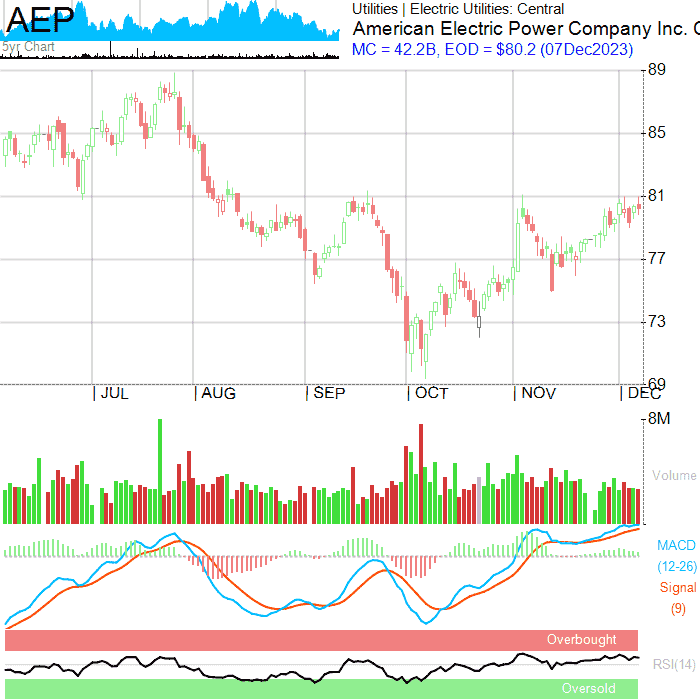 AEP
5yr Chart
Utilities | Electric Utilities: Central
American Electric Power Company Inc. C
MC = 42.2B, EOD = $80.2 (07Dec2023)
89
85
81
77
73
69
JUL AUG SEP OCT NOV DEC
8M
Volume
MACD
(12-26)
Signal
(9)
Overbought
RSI(14)
Oversold